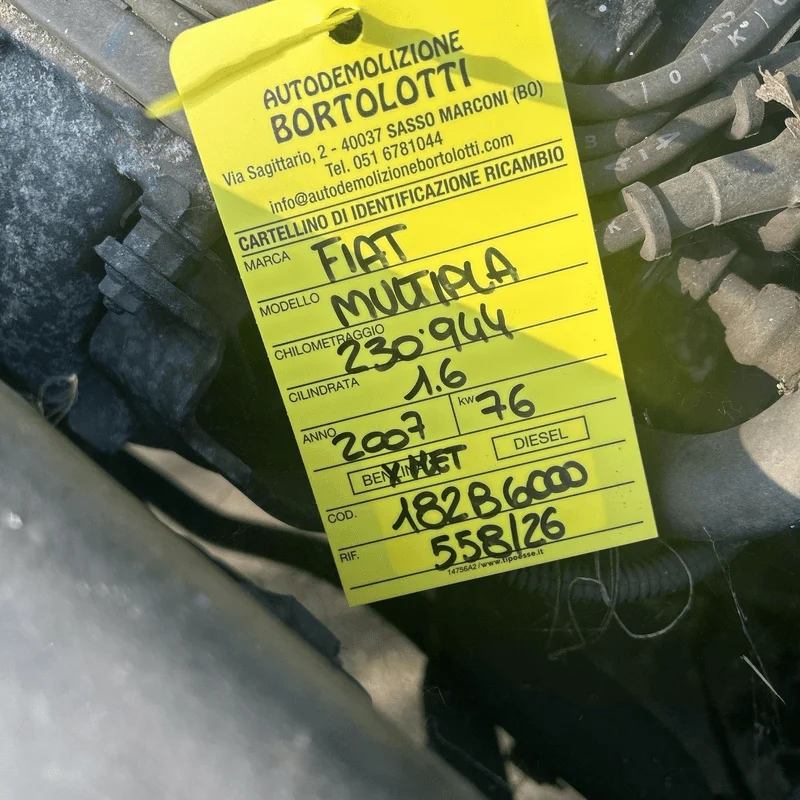 AUTODEMOLIZIONE
BORTOLOTTI
Via Sagittario, 2 - 40037 SASSO MARCONI (BO)
Tel. 051 6781044
info@autodemolizionebortolotti.com
CARTELLINO DI IDENTIFICAZIONE RICAMBIO
MARCA FIAT
MODELLO MULTIPLA
CHILOMETRAGGIO 230.944
CILINDRATA 1.6
ANNO 2007 kw 76
BENZINA X MET DIESEL
COD. 182B6000
RIF. 558/26
14756A2/www.tipoesse.it